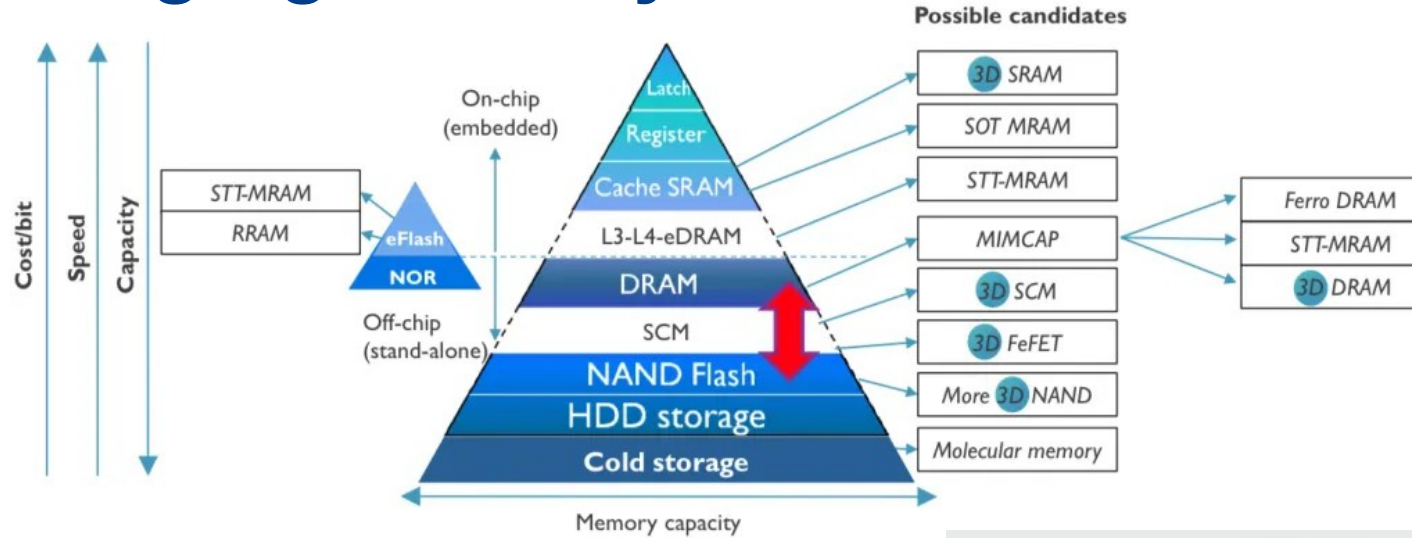 Possible candidates
Cost/bit
Speed
Capacity
On-chip
(embedded)
Off-chip
(stand-alone)
STT-MRAM
RRAM
eFlash
NOR
Latch
Register
Cache SRAM
L3-L4-eDRAM
DRAM
SCM
NAND Flash
HDD storage
Cold storage
Memory capacity
3D SRAM
SOT MRAM
STT-MRAM
MIMCAP
3D SCM
3D FeFET
More 3D NAND
Molecular memory
Ferro DRAM
STT-MRAM
3D DRAM